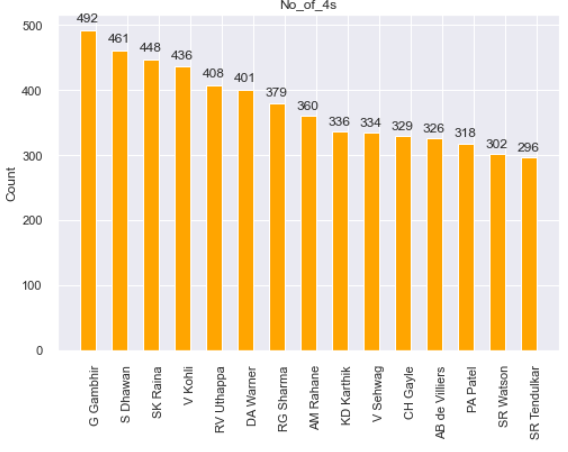 No_of_4s
Count
500
400
300
200
100
0
492
461
448
436
408
401
379
360
336
334
329
326
318
302
296
G Gambhir
S Dhawan
SK Raina
V Kohli
RV Uthappa
DA Warner
RG Sharma
AM Rahane
KD Karthik
V Sehwag
CH Gayle
AB de Villiers
PA Patel
SR Watson
SR Tendulkar